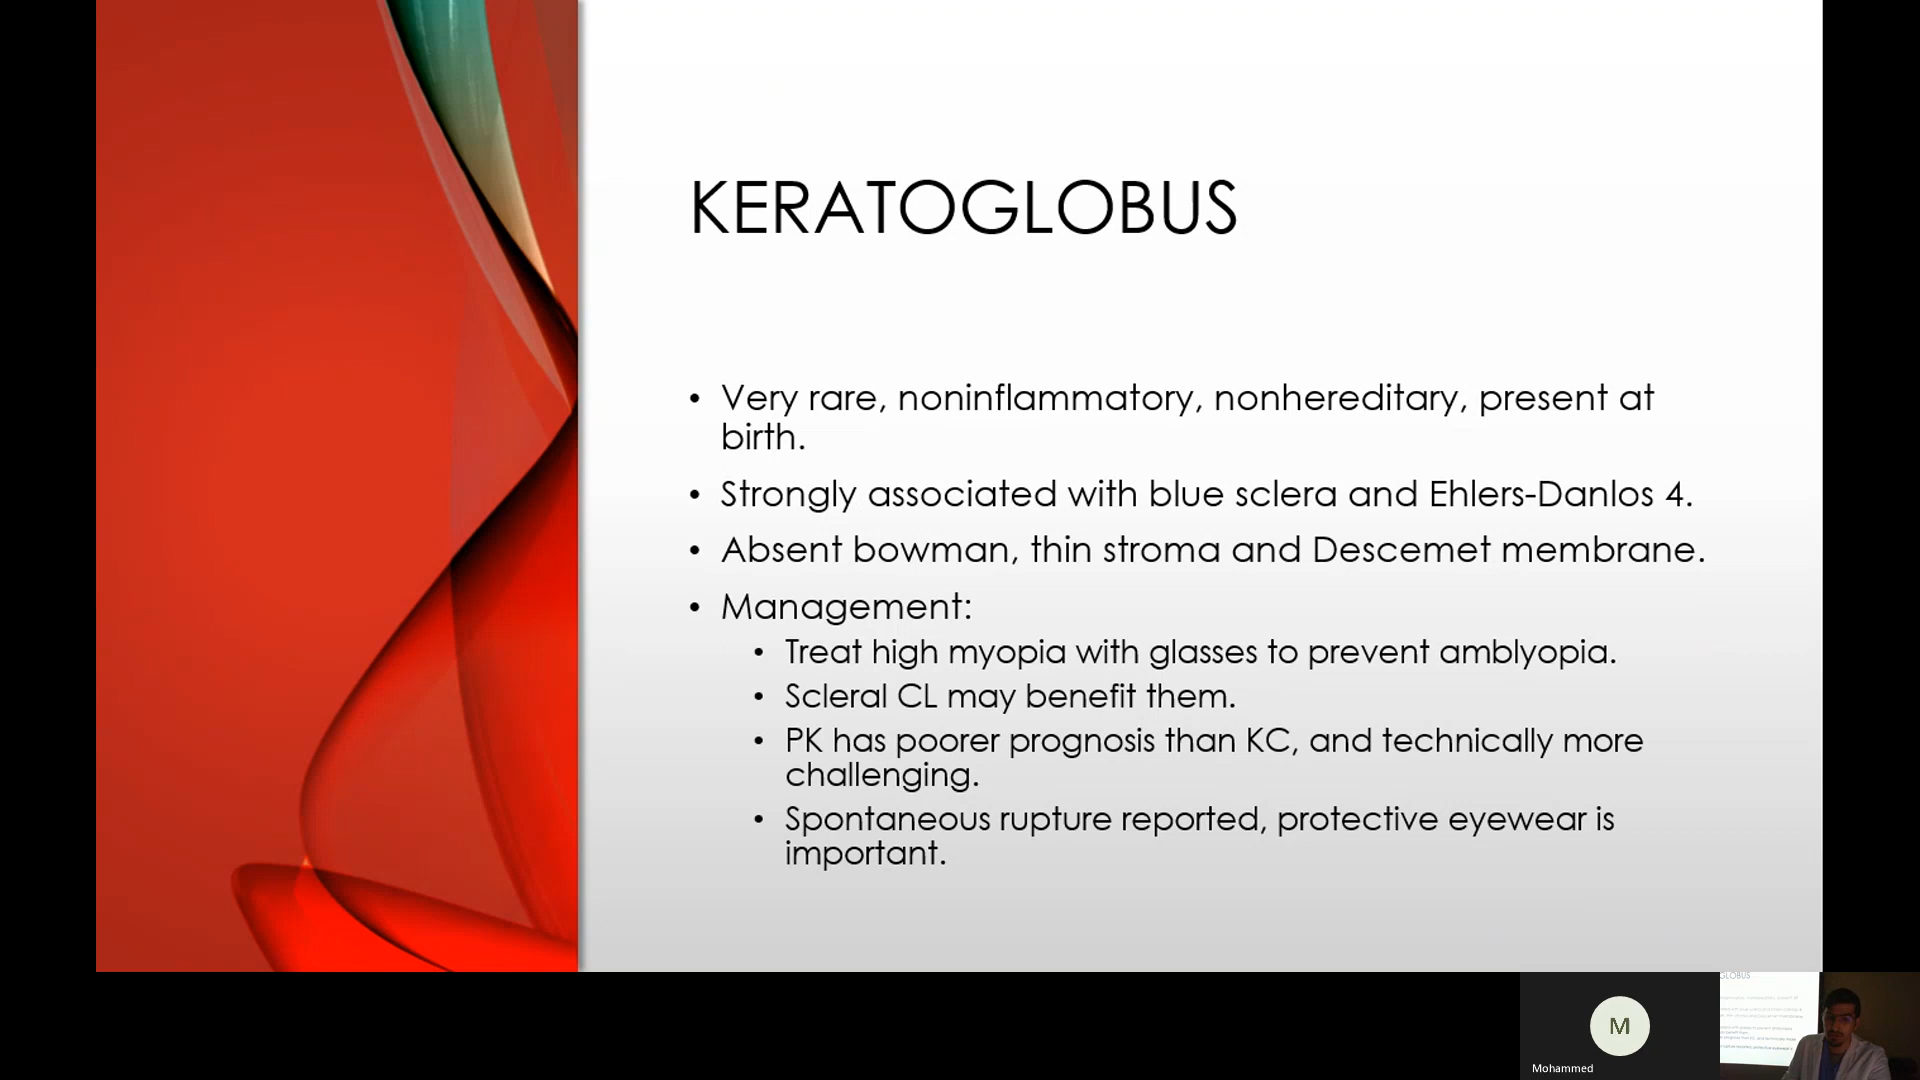 KERATOGLOBUS
• Very rare, noninflammatory, nonhereditary, present at
birth.
• Strongly associated with blue sclera and Ehlers-Danlos 4.
• Absent bowman, thin stroma and Descemet membrane.
• Management:
• Treat high myopia with glasses to prevent amblyopia.
• Scleral CL may benefit them.
• PK has poorer prognosis than KC, and technically more
challenging.
• Spontaneous rupture reported, protective eyewear is
important.
M
Mohammed
GLOBUS